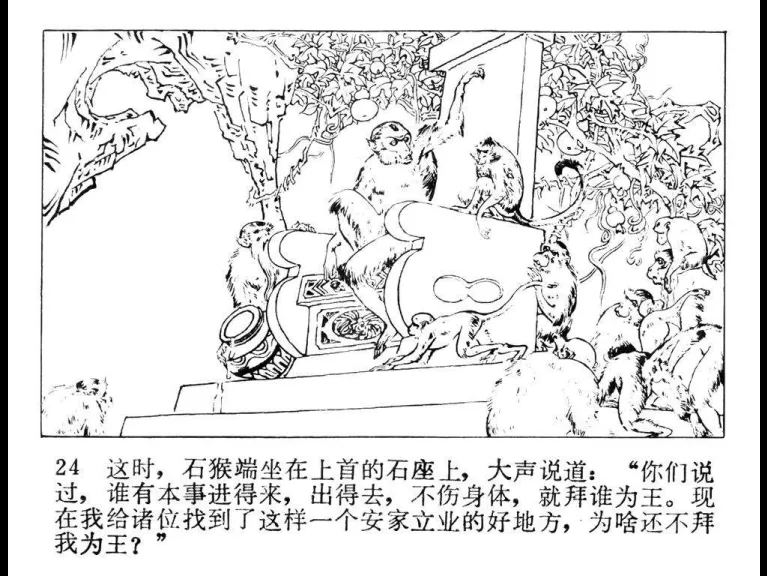 24 这时，石猴端坐在上首的石座上，大声说道：“你们说
过，谁有本事进得来，出得去，不伤身体，就拜谁为王。现
在我给诸位找到了这样一个安家立业的好地方，为啥还不拜
我为王？”